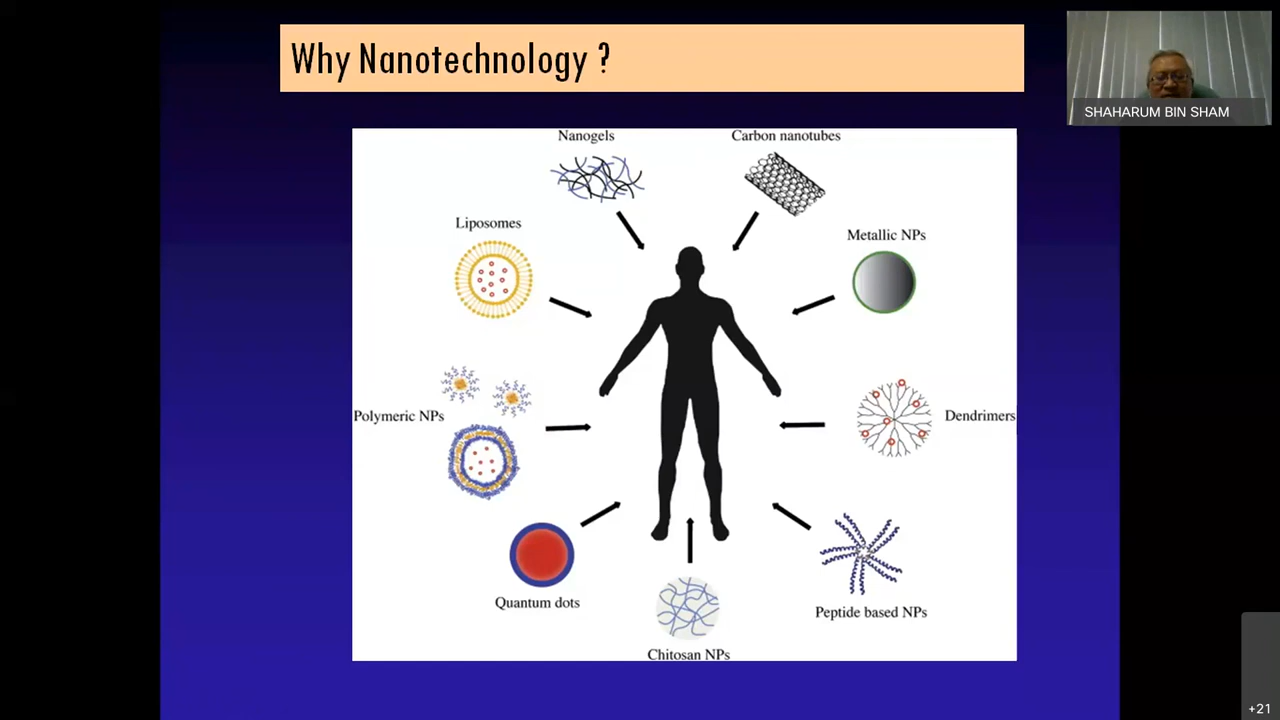 Why Nanotechnology ?
SHAHARUM BIN SHAM
Nanogels
Carbon nanotubes
Liposomes
Metallic NPs
Polymeric NPs
Dendrimers
Quantum dots
Peptide based NPs
Chitosan NPs
+21